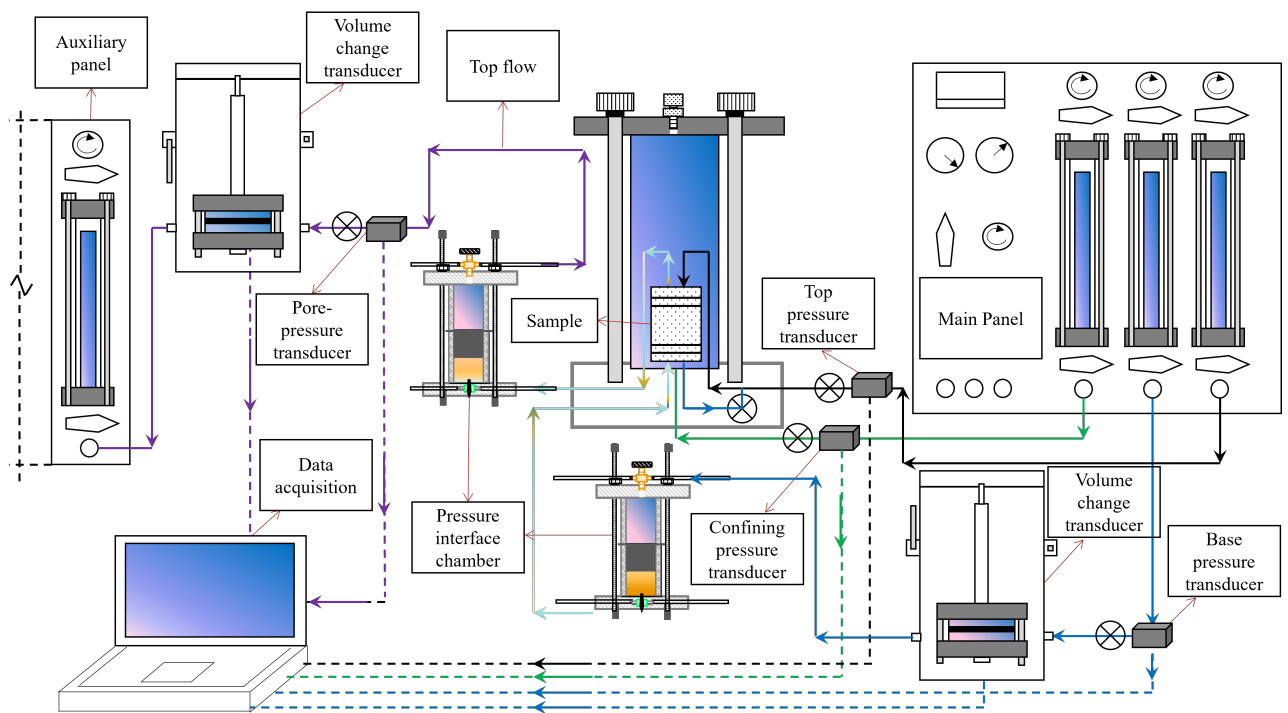 Auxiliary
panel
Volume
change
transducer
Top flow
Pore-
pressure
transducer
Sample
Top
pressure
transducer
Main Panel
Data
acquisition
Pressure
interface
chamber
Confining
pressure
transducer
Volume
change
transducer
Base
pressure
transducer